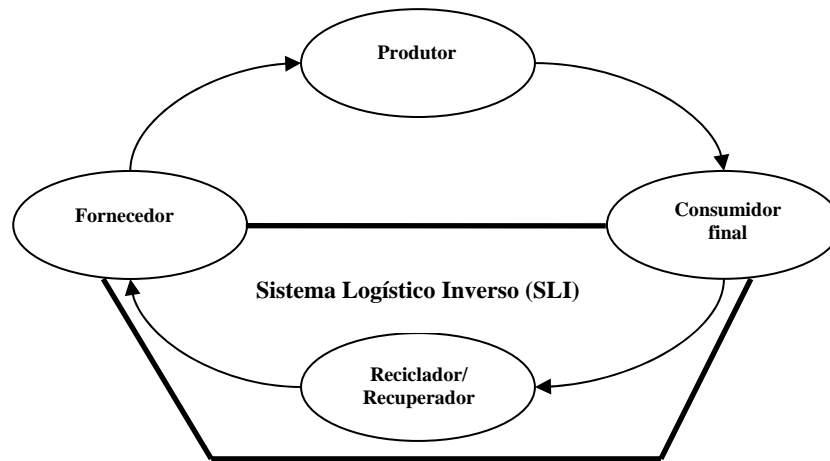 Produtor
Fornecedor
Consumidor
final
Sistema Logístico Inverso (SLI)
Reciclador/
Recuperador